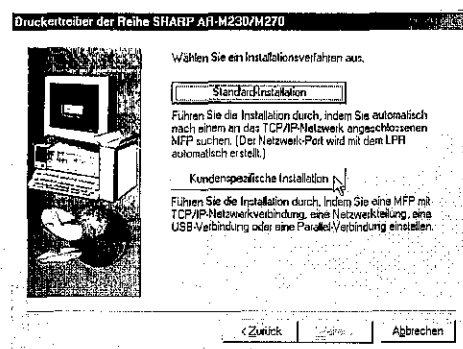 Druckertreiber der Reihe SHARP AR-M230/M270
Wählen Sie ein Installationsverfahren aus.
Standard-Installation
Führen Sie die Installation durch, indem Sie automatisch
nach einem an das TCP/IP-Netzwerk angeschlossenen
MFP suchen. (Der Netzwerk-Port wird mit dem LPR
automatisch erstellt.)
Kundenspezifische Installation
Führen Sie die Installation durch, indem Sie eine MFP mit
TCP/IP-Netzwerkverbindung, eine Netzwerkteilung, eine
USB-Verbindung oder eine Parallel-Verbindung einstellen.
< Zurück
Abbrechen